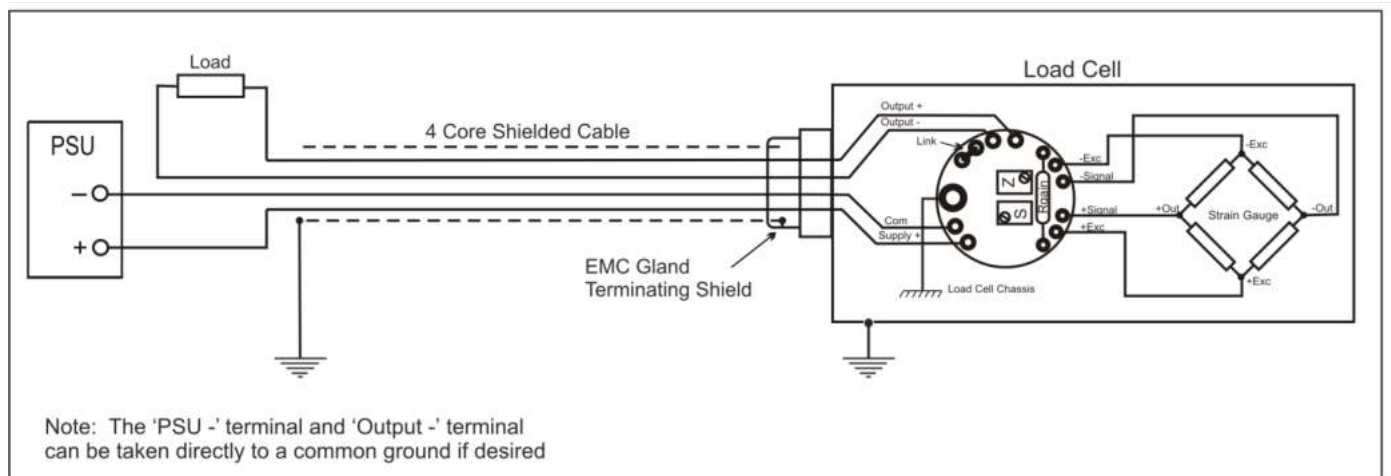 Load
Load Cell
PSU
−
+
4 Core Shielded Cable
Output +
Output -
Link
Z
S
Rgain
-Exc
-Signal
+Signal
+Exc
Com
Supply +
Load Cell Chassis
-Exc
+Out
Strain Gauge
-Out
+Exc
EMC Gland
Terminating Shield
Note: The ‘PSU -’ terminal and ‘Output -’ terminal
can be taken directly to a common ground if desired